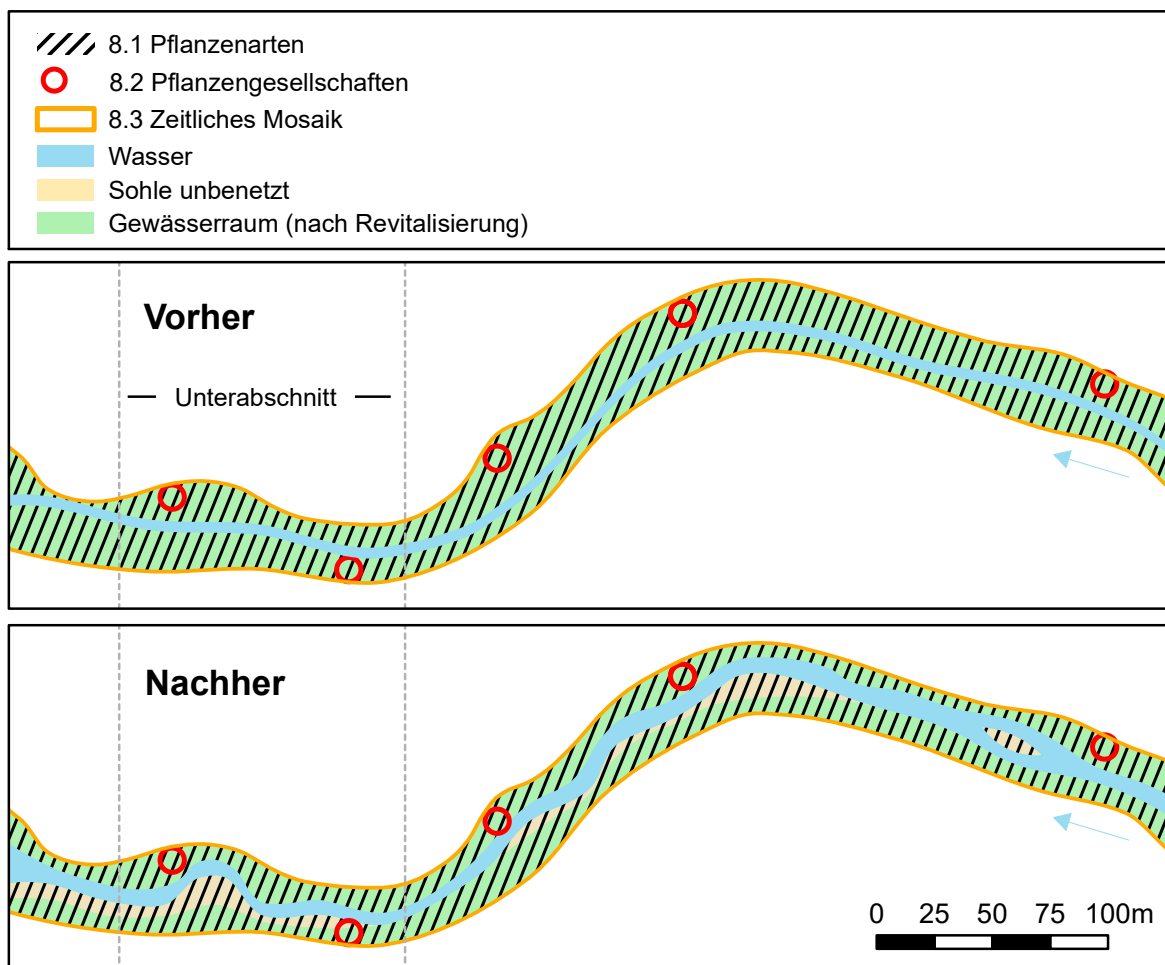 8.1 Pflanzenarten
8.2 Pflanzengesellschaften
8.3 Zeitliches Mosaik
Wasser
Sohle unbenetzt
Gewässerraum (nach Revitalisierung)
Vorher
Unterabschnitt
Nachher
0 25 50 75 100m